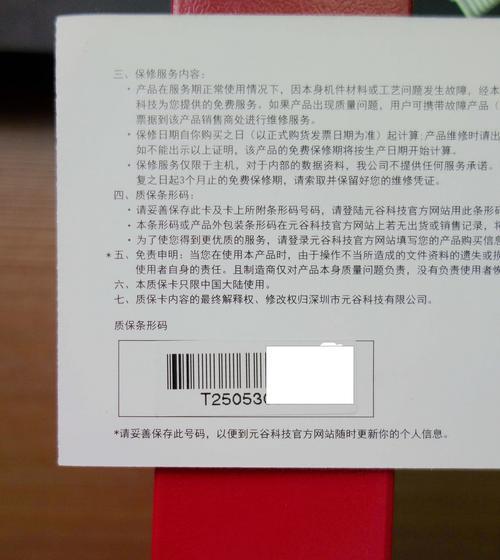 三、保修服务内容：
· 产品在服务期正常使用情况下，因本身机件材料或工艺问题发生故障，经本
科技为您提供的免费服务。如果产品出现质量问题，用户可携带故障产品（
票据到该产品销售商处进行维修服务。
· 保修日期自你购买之日（以正式购货发票日期为准）起计算；产品维修时请出
如不能出示以上证明，该产品的免费保修期将按生产日期开始计算。
· 保修服务仅限于主机，对于内部的数据资料，我公司不提供任何服务承诺。
复之日起3个月止的免费保修期，请索取并保留好您的维修凭证。
四、质保条形码：
· 请妥善保存此卡及卡上所附条形码号码，请登陆元谷科技官方网站用此条形码
· 本条形码或产品外包装条形码在元谷科技官方网站上若无出货或销售记录，将
· 为了使您得到更优质的服务，请登录元谷科技官方网站填写您的产品购买信息
*五、免责申明：当您在使用本产品时，由于操作不当所造成的文件资料的遗失或损
使用者自身的责任。且制造商仅对产品本身质量问题负责，没有负责使用者恢
六、本质保卡只限中国大陆使用。
七、质保卡内容的最终解释权、修改权归深圳市元谷科技有限公司。
质保条形码
T25053
*请妥善保存此号码，以便到元谷科技官方网站随时更新你的个人信息。